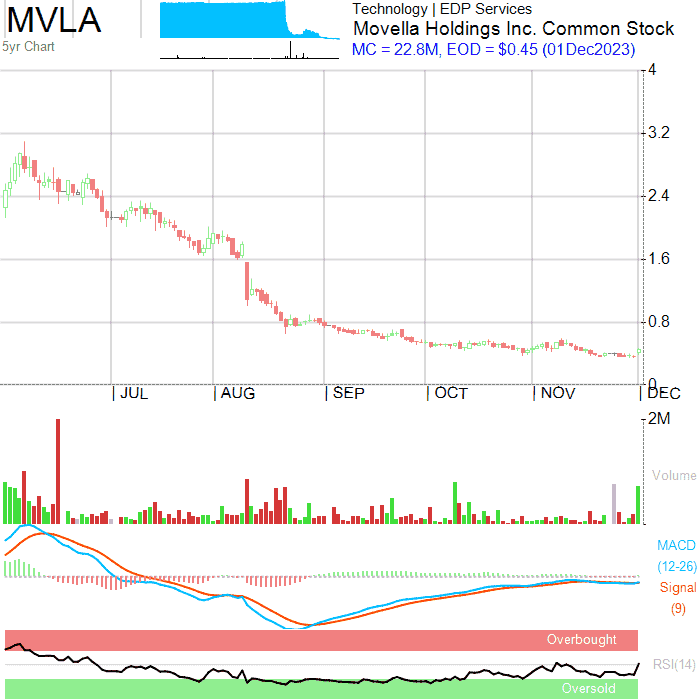 MVLA
5yr Chart
Technology | EDP Services
Movella Holdings Inc. Common Stock
MC = 22.8M, EOD = $0.45 (01Dec2023)
4
3.2
2.4
1.6
0.8
0
| JUL | AUG | SEP | OCT | NOV | DEC
2M
Volume
MACD
(12-26)
Signal
(9)
Overbought
RSI(14)
Oversold